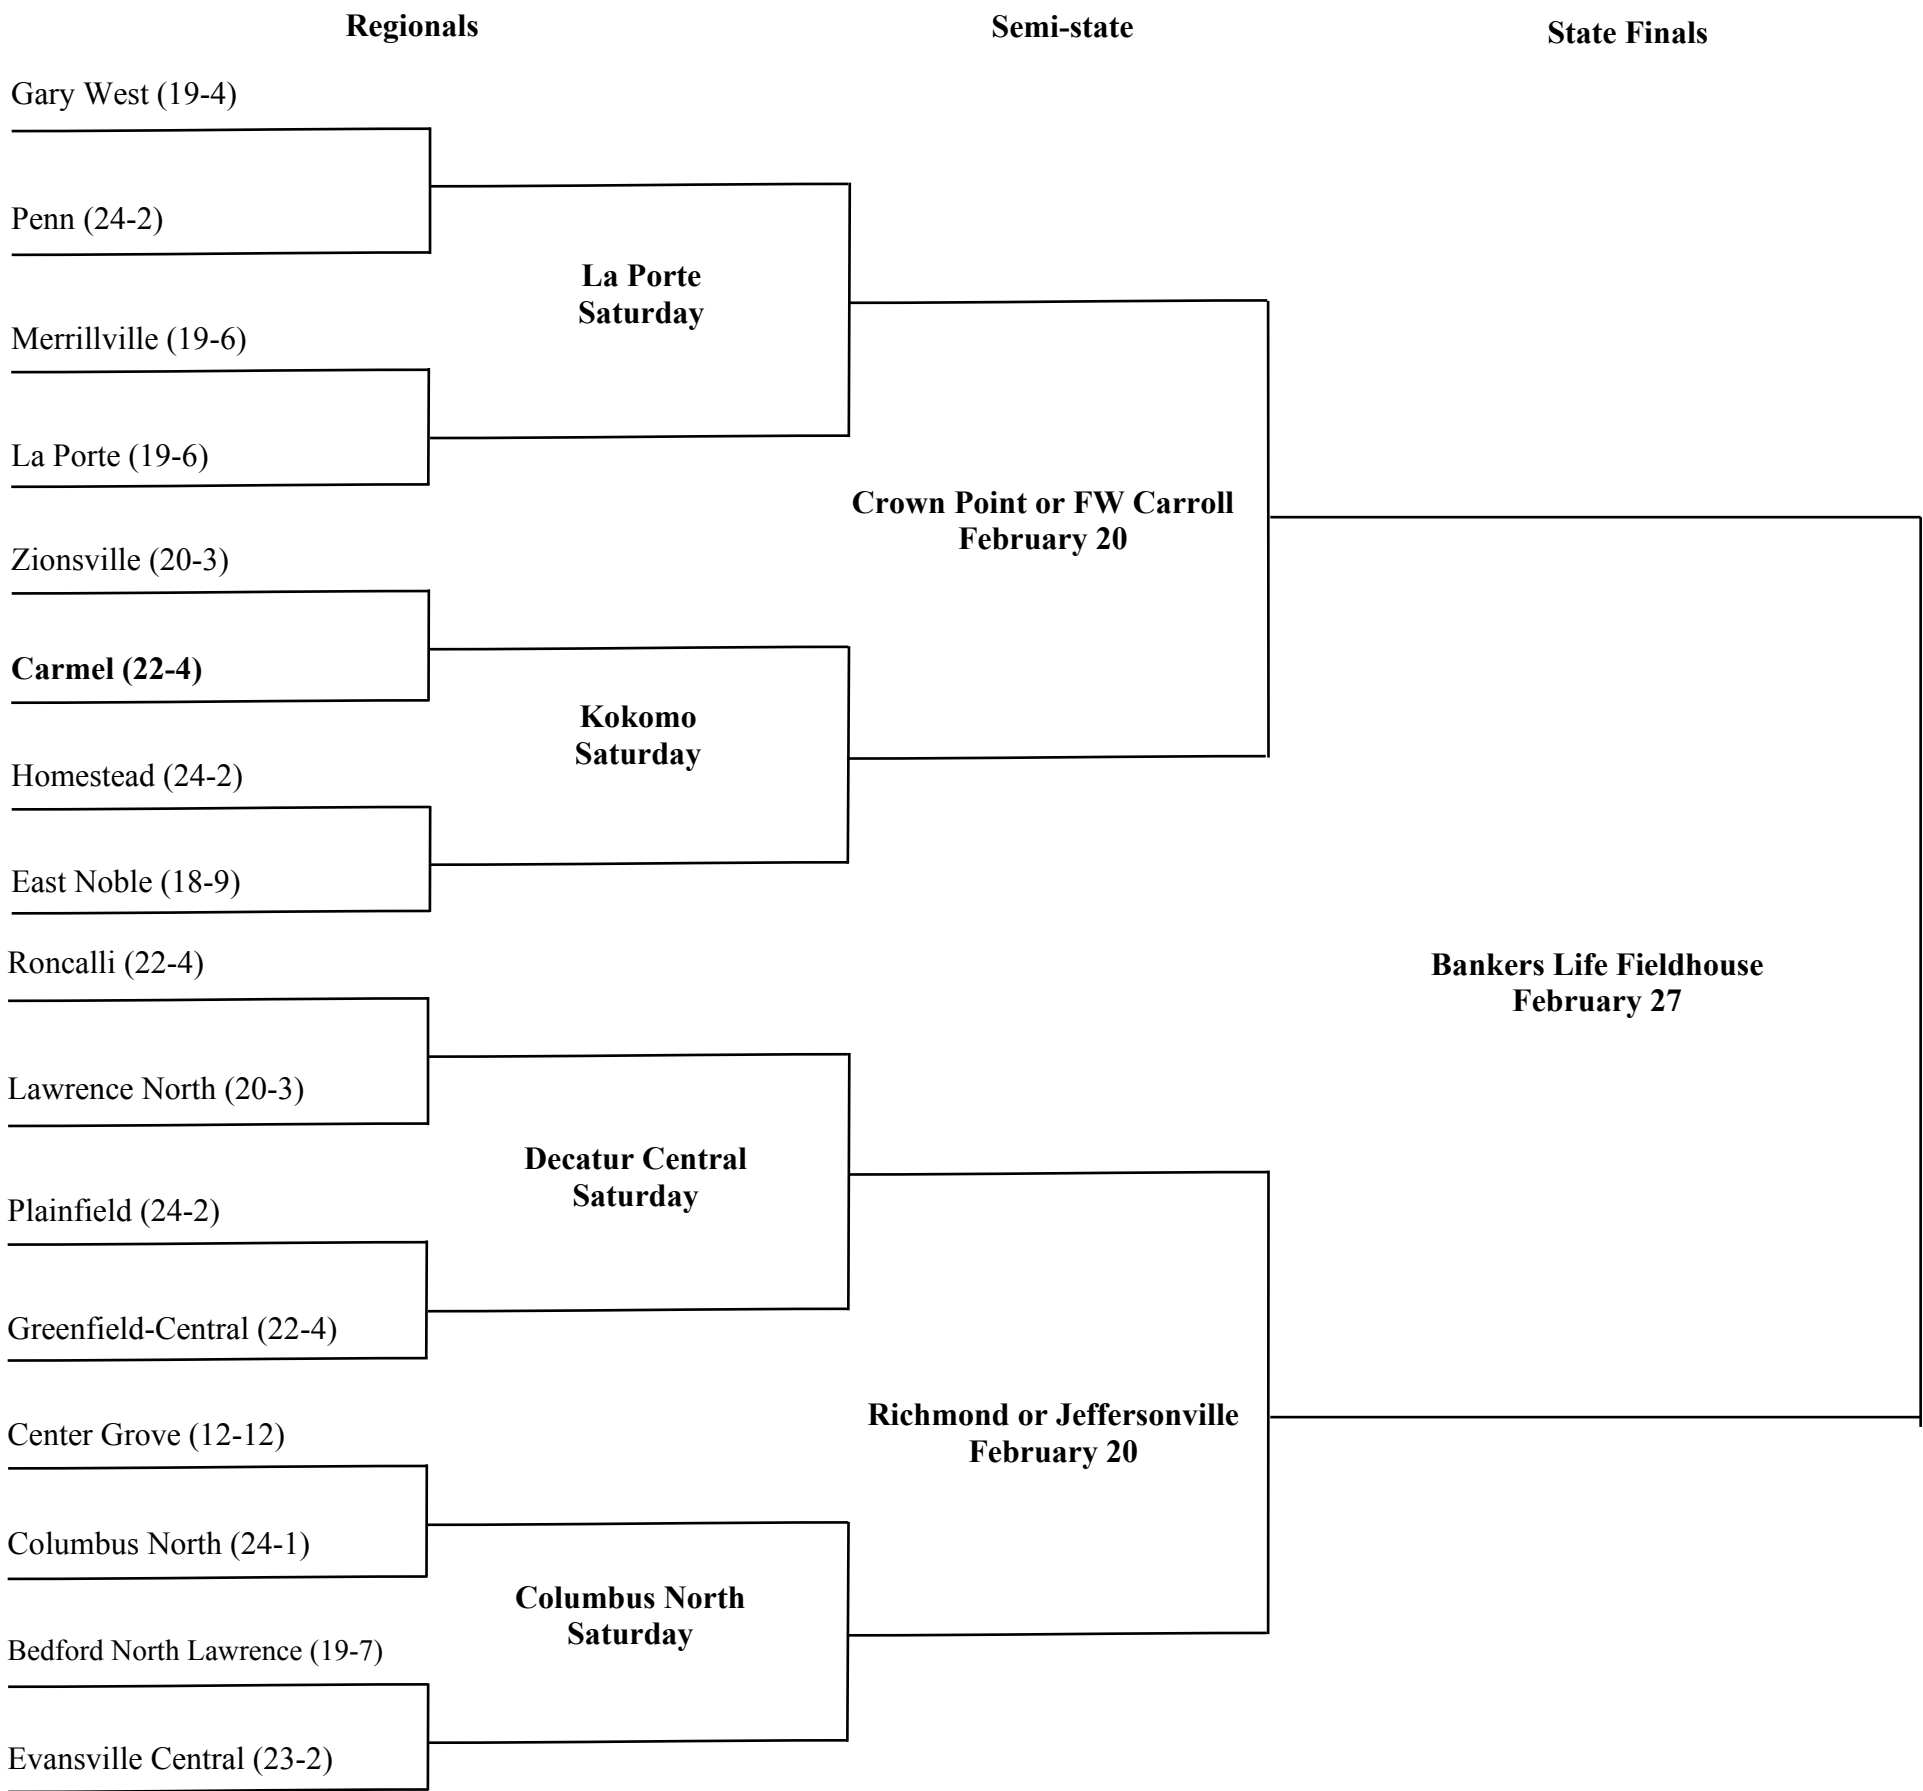 Regionals
Semi-state
State Finals
Gary West (19-4)
Penn (24-2)
La Porte
Saturday
Merrillville (19-6)
La Porte (19-6)
Crown Point or FW Carroll
February 20
Zionsville (20-3)
Carmel (22-4)
Kokomo
Saturday
Homestead (24-2)
East Noble (18-9)
Roncalli (22-4)
Bankers Life Fieldhouse
February 27
Lawrence North (20-3)
Decatur Central
Saturday
Plainfield (24-2)
Greenfield-Central (22-4)
Richmond or Jeffersonville
February 20
Center Grove (12-12)
Columbus North (24-1)
Columbus North
Saturday
Bedford North Lawrence (19-7)
Evansville Central (23-2)